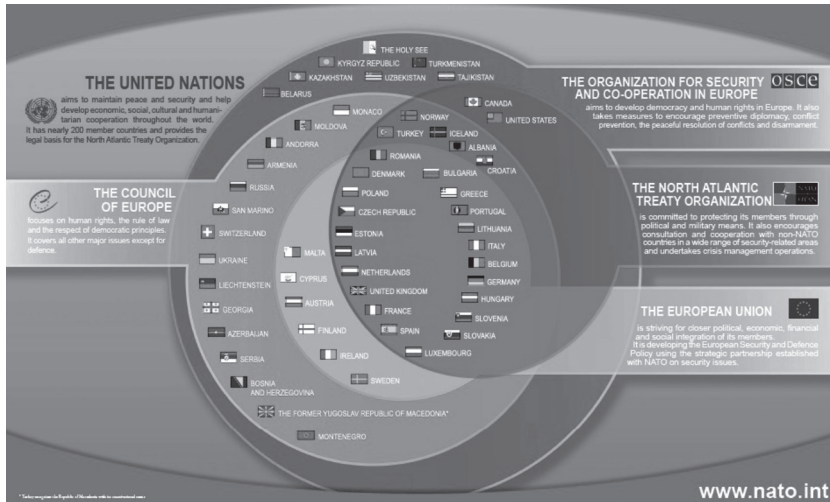 THE HOLY SEE
KYRGYZ REPUBLIC
TURKMENISTAN
KAZAKHSTAN
UZBEKISTAN
TAJIKISTAN
BELARUS
THE UNITED NATIONS
aims to maintain peace and security and help
develop economic, social, cultural and humani-
tarian cooperation throughout the world.
It has nearly 200 member countries and provides the
legal basis for the North Atlantic Treaty Organization.
THE ORGANIZATION FOR SECURITY
AND CO-OPERATION IN EUROPE
osce
aims to develop democracy and human rights in Europe. It also
takes measures to encourage preventive diplomacy, conflict
prevention, the peaceful resolution of conflicts and disarmament.
THE COUNCIL
OF EUROPE
focuses on human rights, the rule of law
and the respect of democratic principles.
It covers all other major issues except for
defence.
THE NORTH ATLANTIC
TREATY ORGANIZATION
is committed to protecting its members through
political and military means. It also encourages
consultation and cooperation with non-NATO
countries in a wide range of security-related areas
and undertakes crisis management operations.
THE EUROPEAN UNION
is striving for closer political, economic, financial
and social integration of its members.
It is developing the European Security and Defence
Policy using the strategic partnership established
with NATO on security issues.
MONACO
MOLDOVA
ANDORRA
ARMENIA
RUSSIA
SAN MARINO
SWITZERLAND
UKRAINE
LIECHTENSTEIN
GEORGIA
AZERBAIJAN
SERBIA
BOSNIA
AND HERZEGOVINA
THE FORMER YUGOSLAV REPUBLIC OF MACEDONIA*
MONTENEGRO
MALTA
CYPRUS
AUSTRIA
FINLAND
IRELAND
SWEDEN
CANADA
UNITED STATES
NORWAY
TURKEY
ICELAND
ALBANIA
CROATIA
ROMANIA
DENMARK
BULGARIA
POLAND
GREECE
CZECH REPUBLIC
PORTUGAL
ESTONIA
LITHUANIA
LATVIA
ITALY
NETHERLANDS
BELGIUM
UNITED KINGDOM
GERMANY
FRANCE
HUNGARY
SPAIN
SLOVENIA
SLOVAKIA
LUXEMBOURG
* Turkey recognises the Republic of Macedonia with its constitutional name
www.nato.int